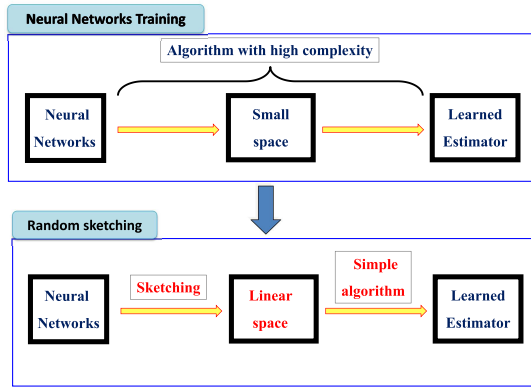 Neural Networks Training
Algorithm with high complexity
Neural
Networks
Small
space
Learned
Estimator
Random sketching
Neural
Networks
Sketching
Linear
space
Simple
algorithm
Learned
Estimator